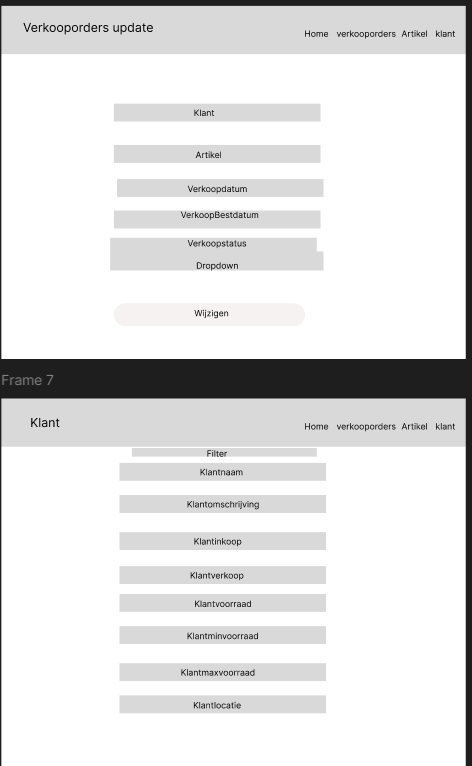 Verkooporders update
Home verkooporders Artikel klant
Klant
Artikel
Verkoopdatum
VerkoopBestdatum
Verkoopstatus
Dropdown
Wijzigen
Frame 7
Klant
Home verkooporders Artikel klant
Filter
Klantnaam
Klantomschrijving
Klantinkoop
Klantverkoop
Klantvoorraad
Klantminvoorraad
Klantmaxvoorraad
Klantlocatie